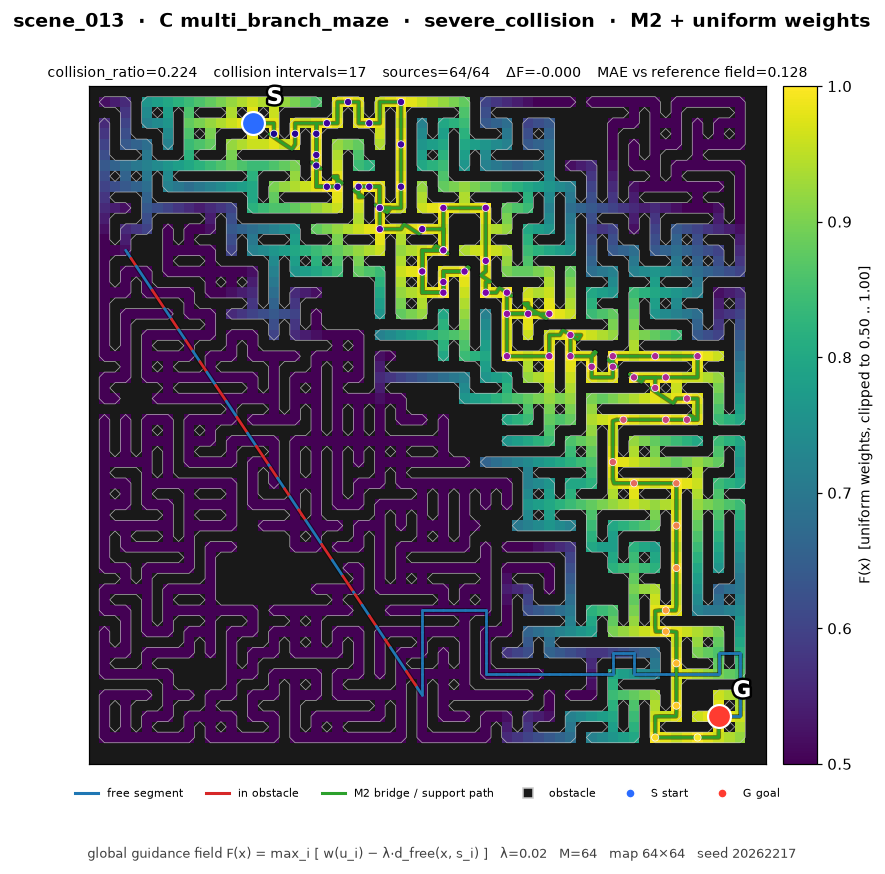 scene_013 · C multi_branch_maze · severe_collision · M2 + uniform weights
collision_ratio=0.224 collision intervals=17 sources=64/64 ΔF=-0.000 MAE vs reference field=0.128
S
G
1.0
0.9
0.8
0.7
0.6
0.5
F(x) [uniform weights, clipped to 0.50 .. 1.00]
free segment
in obstacle
M2 bridge / support path
obstacle
S start
G goal
global guidance field F(x) = max_i [ w(u_i) − λ·d_free(x, s_i) ] λ=0.02 M=64 map 64×64 seed 20262217